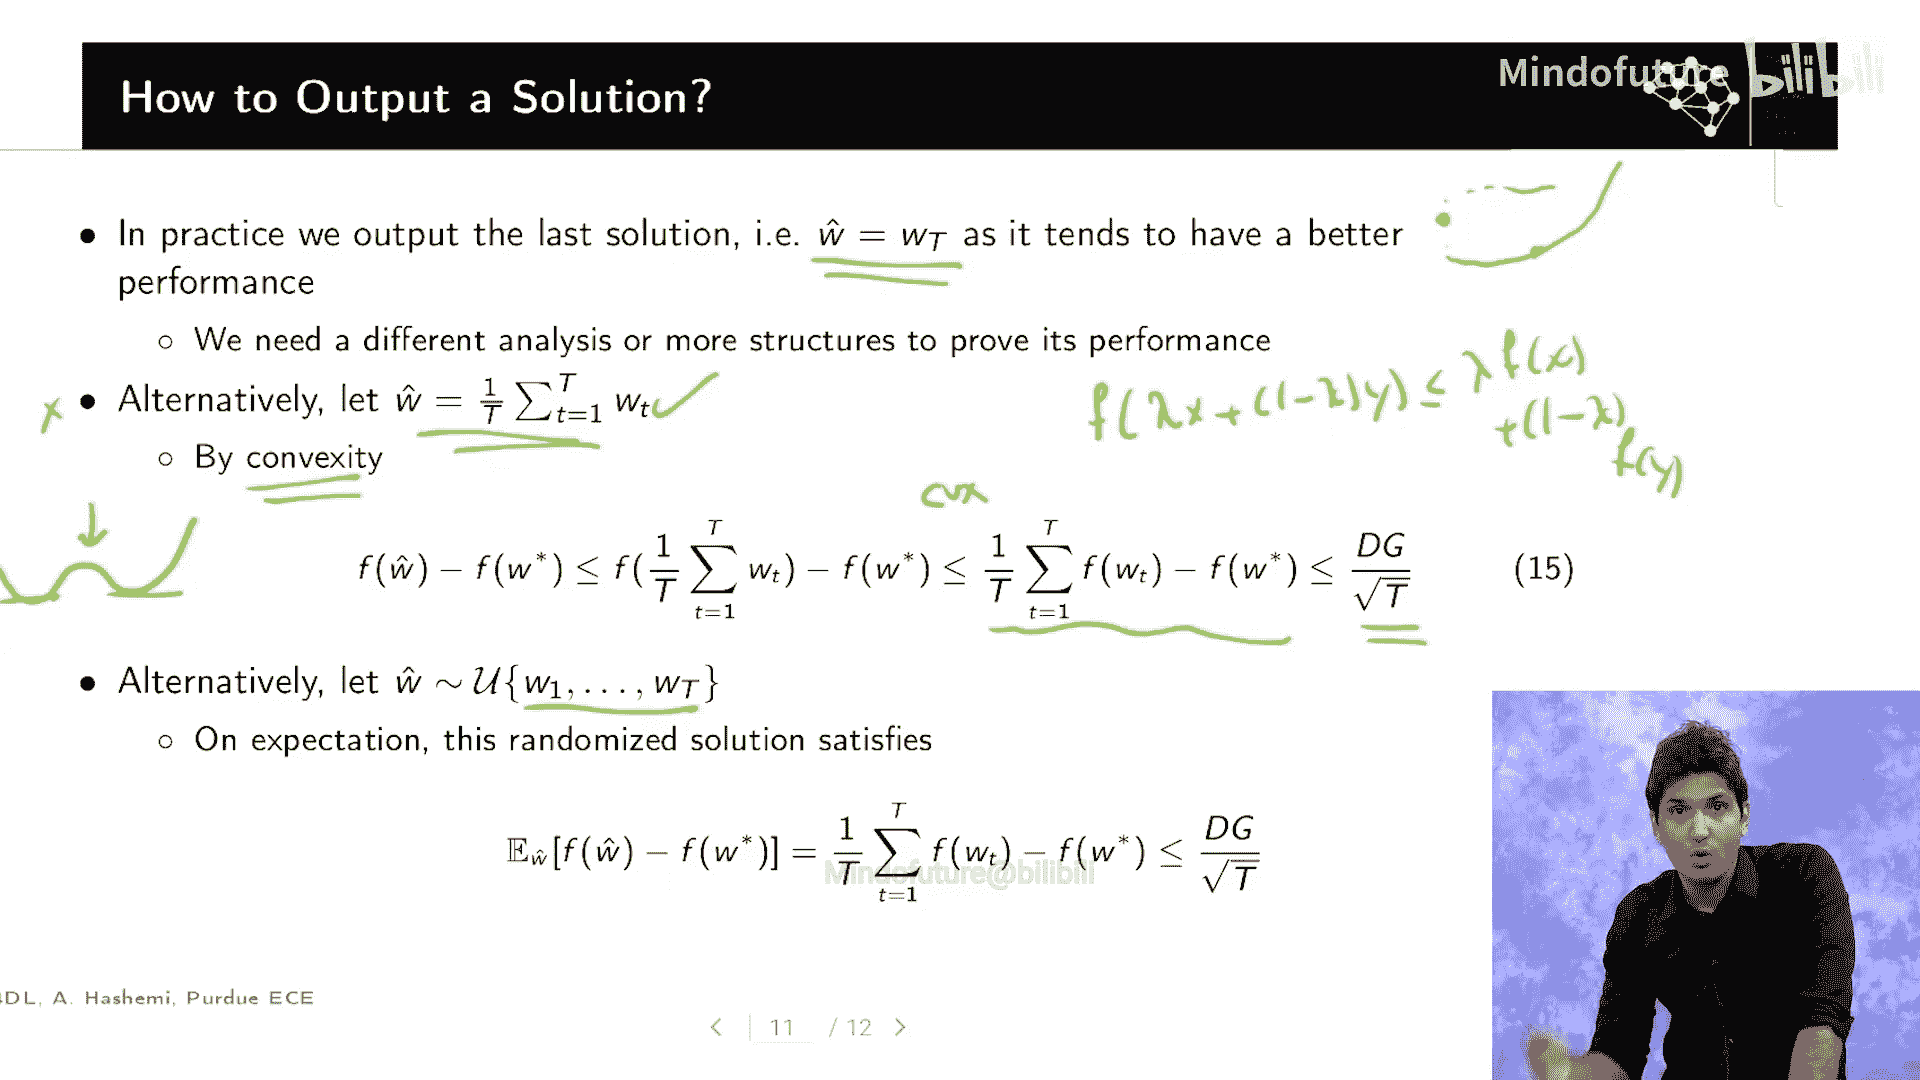 How to Output a Solution?
Mindofuture bilibili
• In practice we output the last solution, i.e. ŵ = w_T as it tends to have a better
performance
○ We need a different analysis or more structures to prove its performance
f(λx + (1-λ)y) ≤ λ f(x)
+ (1-λ)
f(y)
x
• Alternatively, let ŵ = 1/T ∑_{t=1}^{T} w_t ✓
○ By convexity
cvx
f(ŵ) − f(w*) ≤ f(1/T ∑_{t=1}^{T} w_t) − f(w*) ≤ 1/T ∑_{t=1}^{T} f(w_t) − f(w*) ≤ DG/√T (15)
• Alternatively, let ŵ ∼ 𝒰{w_1, . . . , w_T}
○ On expectation, this randomized solution satisfies
𝔼_ŵ[f(ŵ) − f(w*)] = 1/T ∑_{t=1}^{T} f(w_t) − f(w*) ≤ DG/√T
Mindofuture@bilibili
DL, A. Hashemi, Purdue ECE
< 11 / 12 >